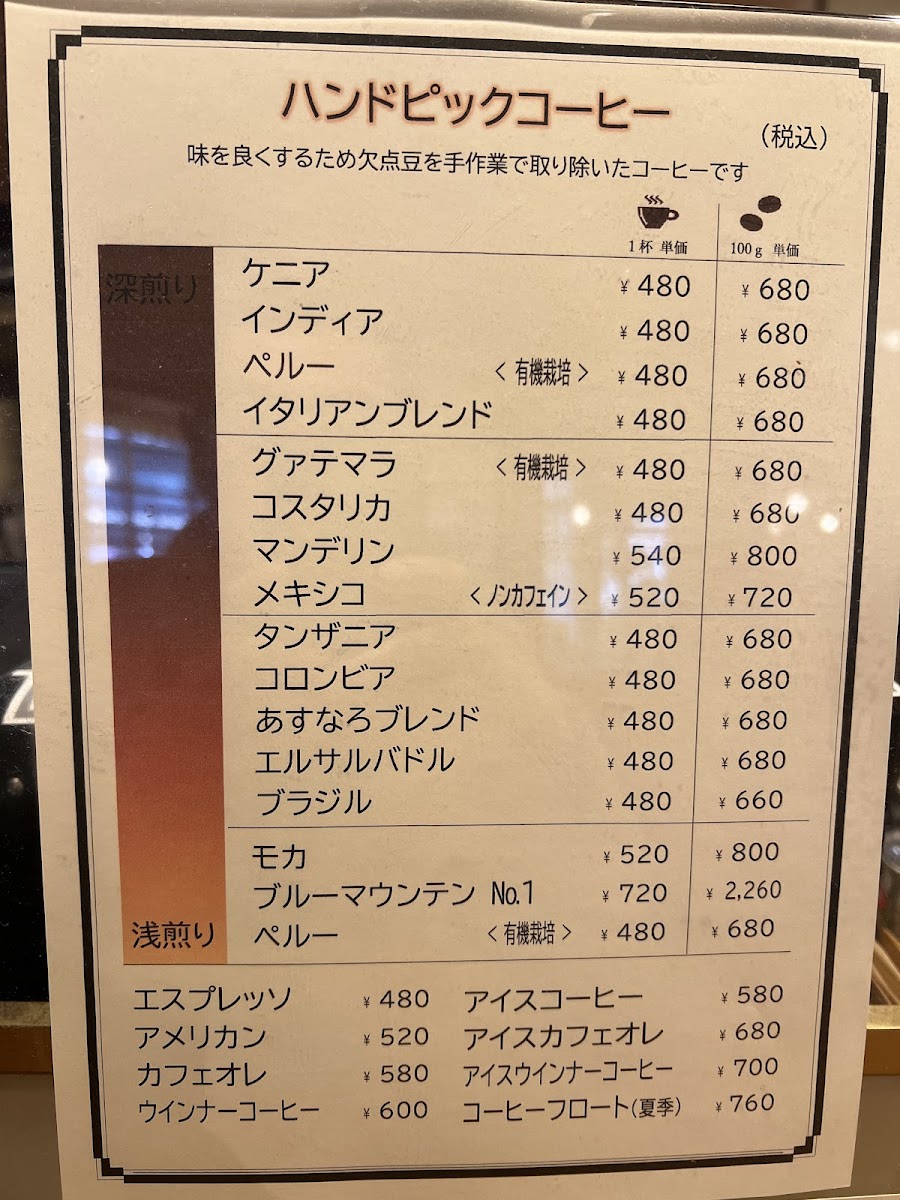 ハンドピックコーヒー
(税込)
味を良くするため欠点豆を手作業で取り除いたコーヒーです
1杯 単価 100g 単価
深煎り
ケニア ¥480 ¥680
インディア ¥480 ¥680
ペルー <有機栽培> ¥480 ¥680
イタリアンブレンド ¥480 ¥680
グァテマラ <有機栽培> ¥480 ¥680
コスタリカ ¥480 ¥680
マンデリン ¥540 ¥800
メキシコ <ノンカフェイン> ¥520 ¥720
タンザニア ¥480 ¥680
コロンビア ¥480 ¥680
あすなろブレンド ¥480 ¥680
エルサルバドル ¥480 ¥680
ブラジル ¥480 ¥660
モカ ¥520 ¥800
ブルーマウンテン №1 ¥720 ¥2,260
浅煎り ペルー <有機栽培> ¥480 ¥680
エスプレッソ ¥480 アイスコーヒー ¥580
アメリカン ¥520 アイスカフェオレ ¥680
カフェオレ ¥580 アイスウインナーコーヒー ¥700
ウインナーコーヒー ¥600 コーヒーフロート(夏季) ¥760